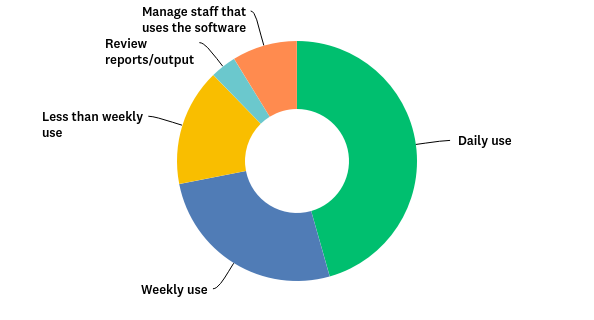 Manage staff that
uses the software
Review
reports/output
Less than weekly
use
Daily use
Weekly use